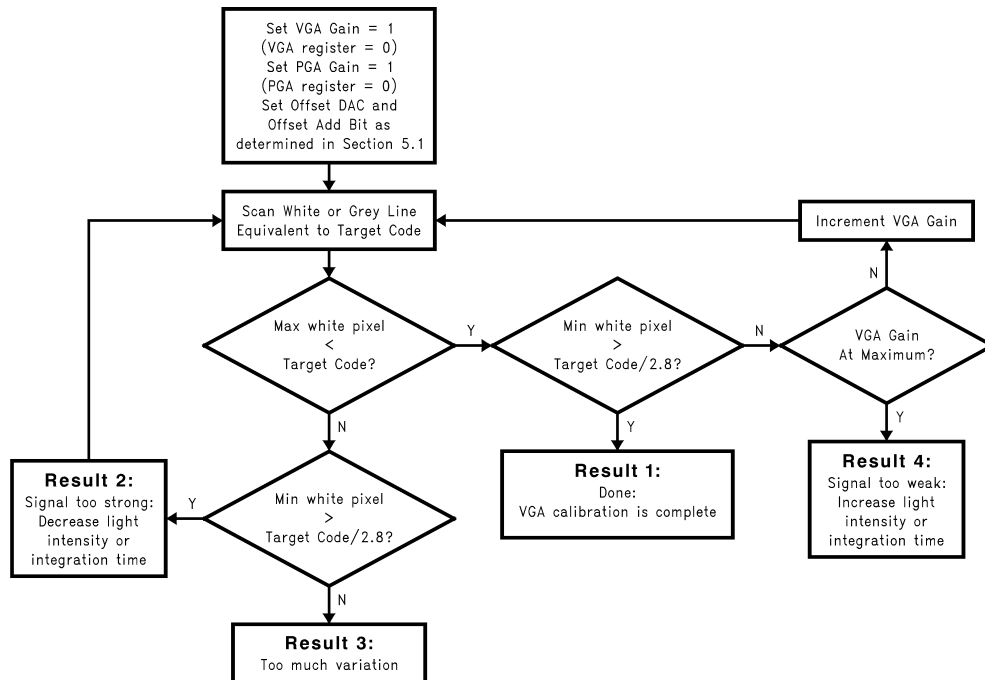 Set VGA Gain = 1
(VGA register = 0)
Set PGA Gain = 1
(PGA register = 0)
Set Offset DAC and
Offset Add Bit as
determined in Section 5.1
Scan White or Grey Line
Equivalent to Target Code
Increment VGA Gain
N
Max white pixel
<
Target Code?
Y
Min white pixel
>
Target Code/2.8?
N
VGA Gain
At Maximum?
N
Y
Y
Result 2:
Signal too strong:
Decrease light
intensity or
integration time
Y
Min white pixel
>
Target Code/2.8?
Result 1:
Done:
VGA calibration is complete
Result 4:
Signal too weak:
Increase light
intensity or
integration time
N
Result 3:
Too much variation